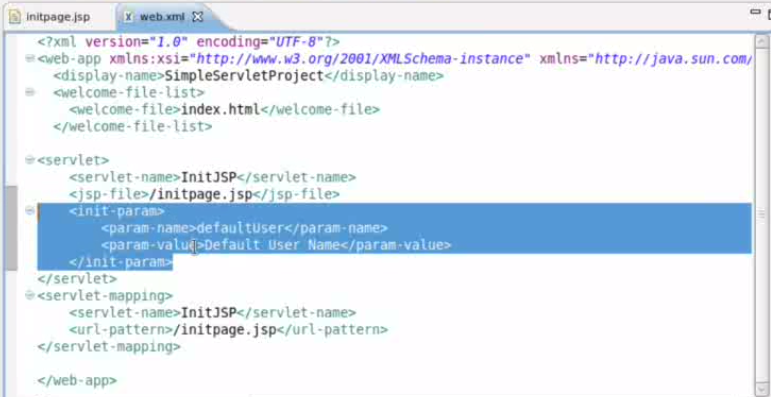 initpage.jsp web.xml
<?xml version="1.0" encoding="UTF-8"?>
<web-app xmlns:xsi="http://www.w3.org/2001/XMLSchema-instance" xmlns="http://java.sun.com/
<display-name>SimpleServletProject</display-name>
<welcome-file-list>
<welcome-file>index.html</welcome-file>
</welcome-file-list>
<servlet>
<servlet-name>InitJSP</servlet-name>
<jsp-file>/initpage.jsp</jsp-file>
<init-param>
<param-name>defaultUser</param-name>
<param-value>Default User Name</param-value>
</init-param>
</servlet>
<servlet-mapping>
<servlet-name>InitJSP</servlet-name>
<url-pattern>/initpage.jsp</url-pattern>
</servlet-mapping>
</web-app>